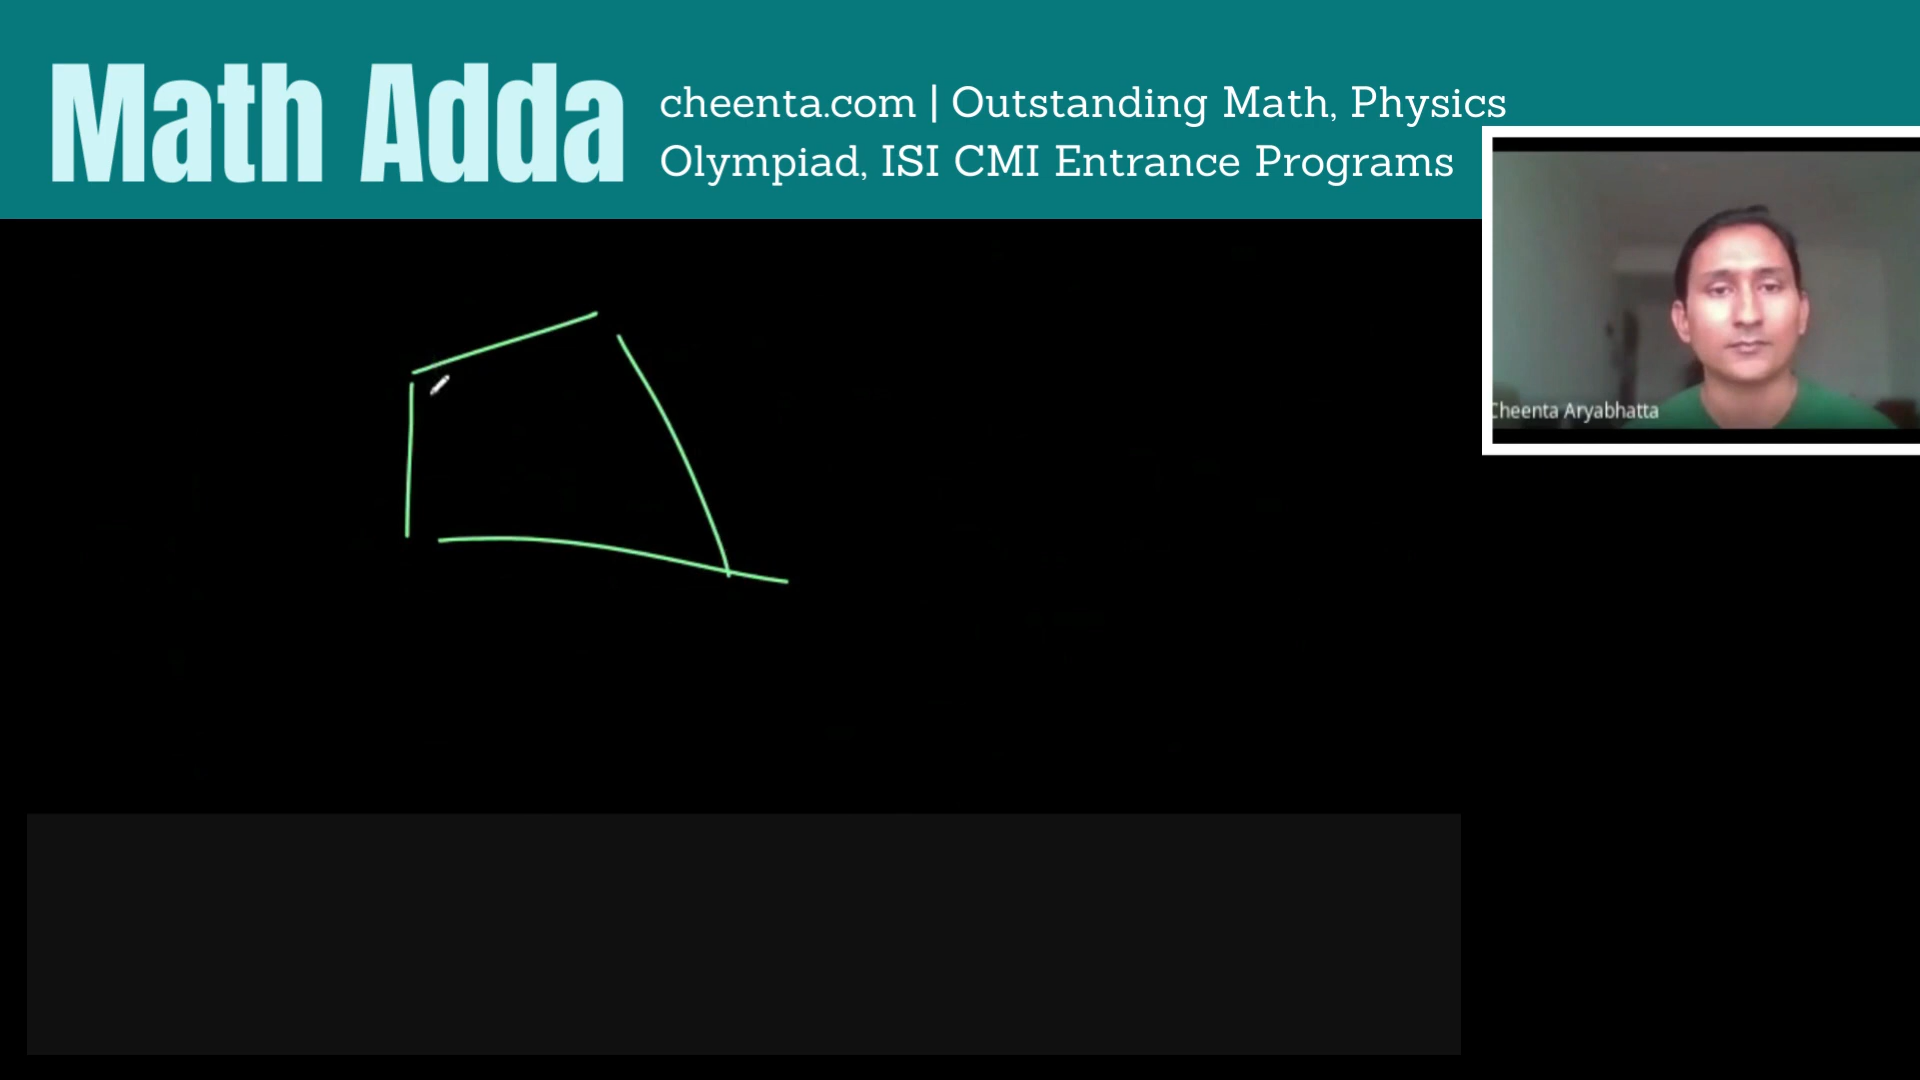 Math Adda
cheenta.com | Outstanding Math, Physics
Olympiad, ISI CMI Entrance Programs
Cheenta Aryabhatta